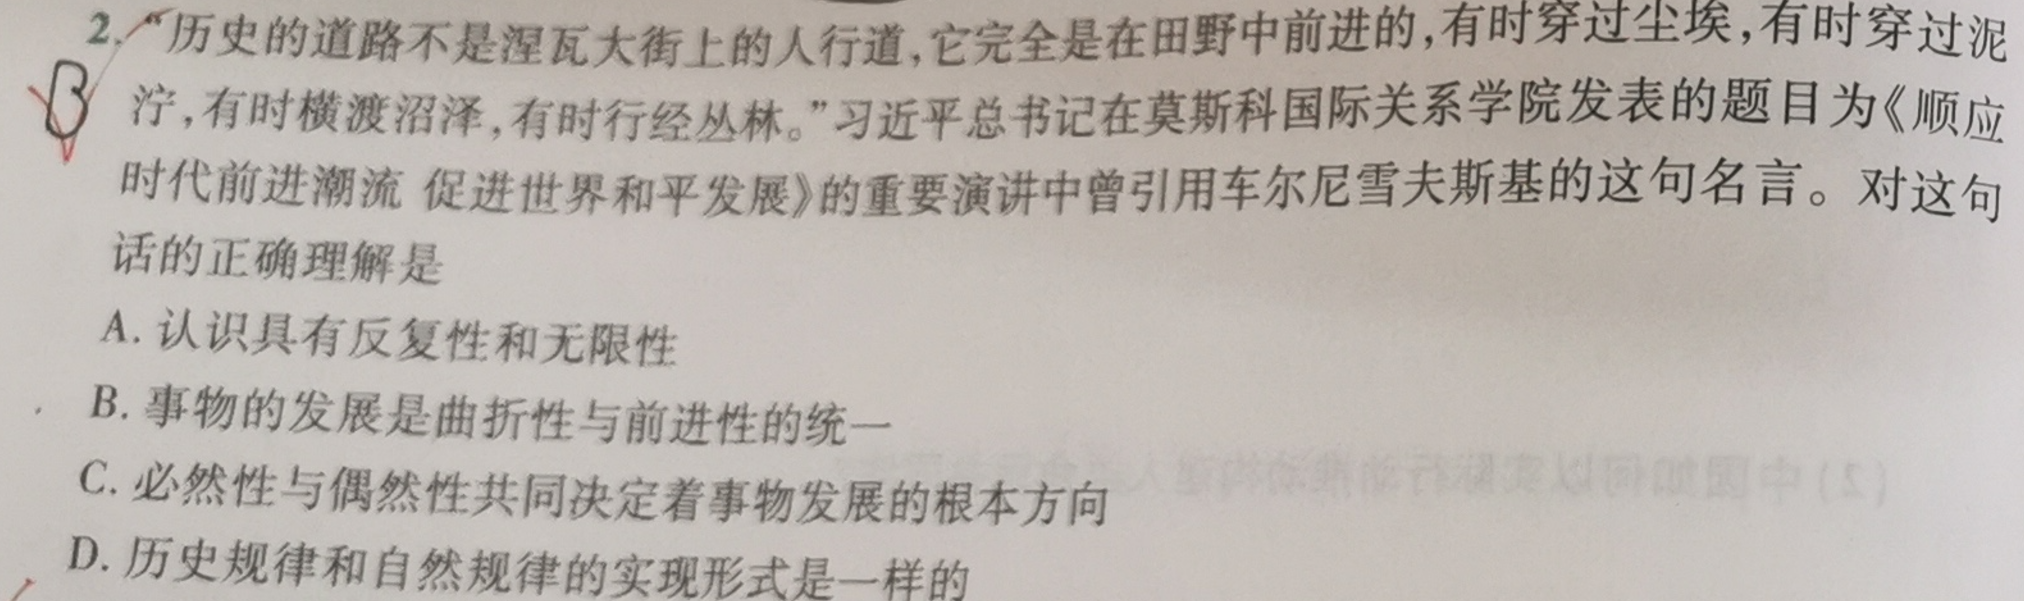 2. “历史的道路不是涅瓦大街上的人行道,它完全是在田野中前进的,有时穿过尘埃,有时穿过泥
B
泞,有时横渡沼泽,有时行经丛林。”习近平总书记在莫斯科国际关系学院发表的题目为《顺应
时代前进潮流 促进世界和平发展》的重要演讲中曾引用车尔尼雪夫斯基的这句名言。对这句
话的正确理解是
A. 认识具有反复性和无限性
B. 事物的发展是曲折性与前进性的统一
C. 必然性与偶然性共同决定着事物发展的根本方向
D. 历史规律和自然规律的实现形式是一样的